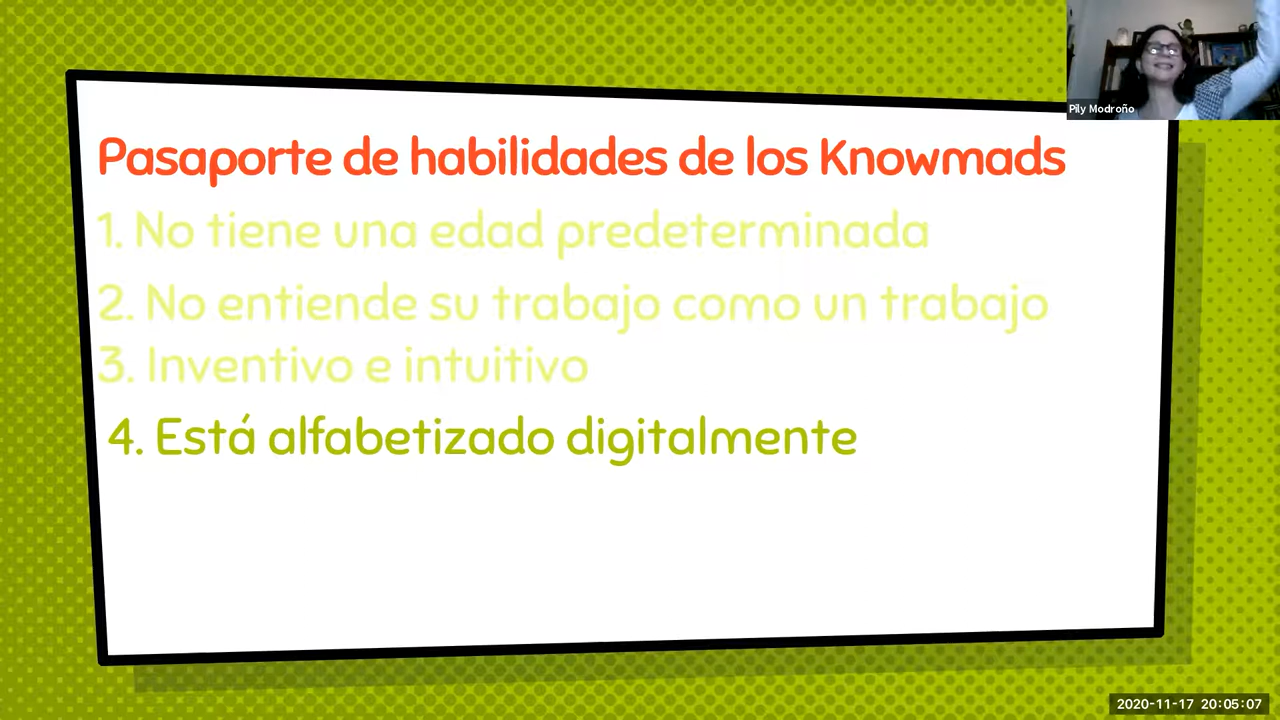 Pily Modroño
Pasaporte de habilidades de los Knowmads
1. No tiene una edad predeterminada
2. No entiende su trabajo como un trabajo
3. Inventivo e intuitivo
4. Está alfabetizado digitalmente
2020-11-17 20:05:07